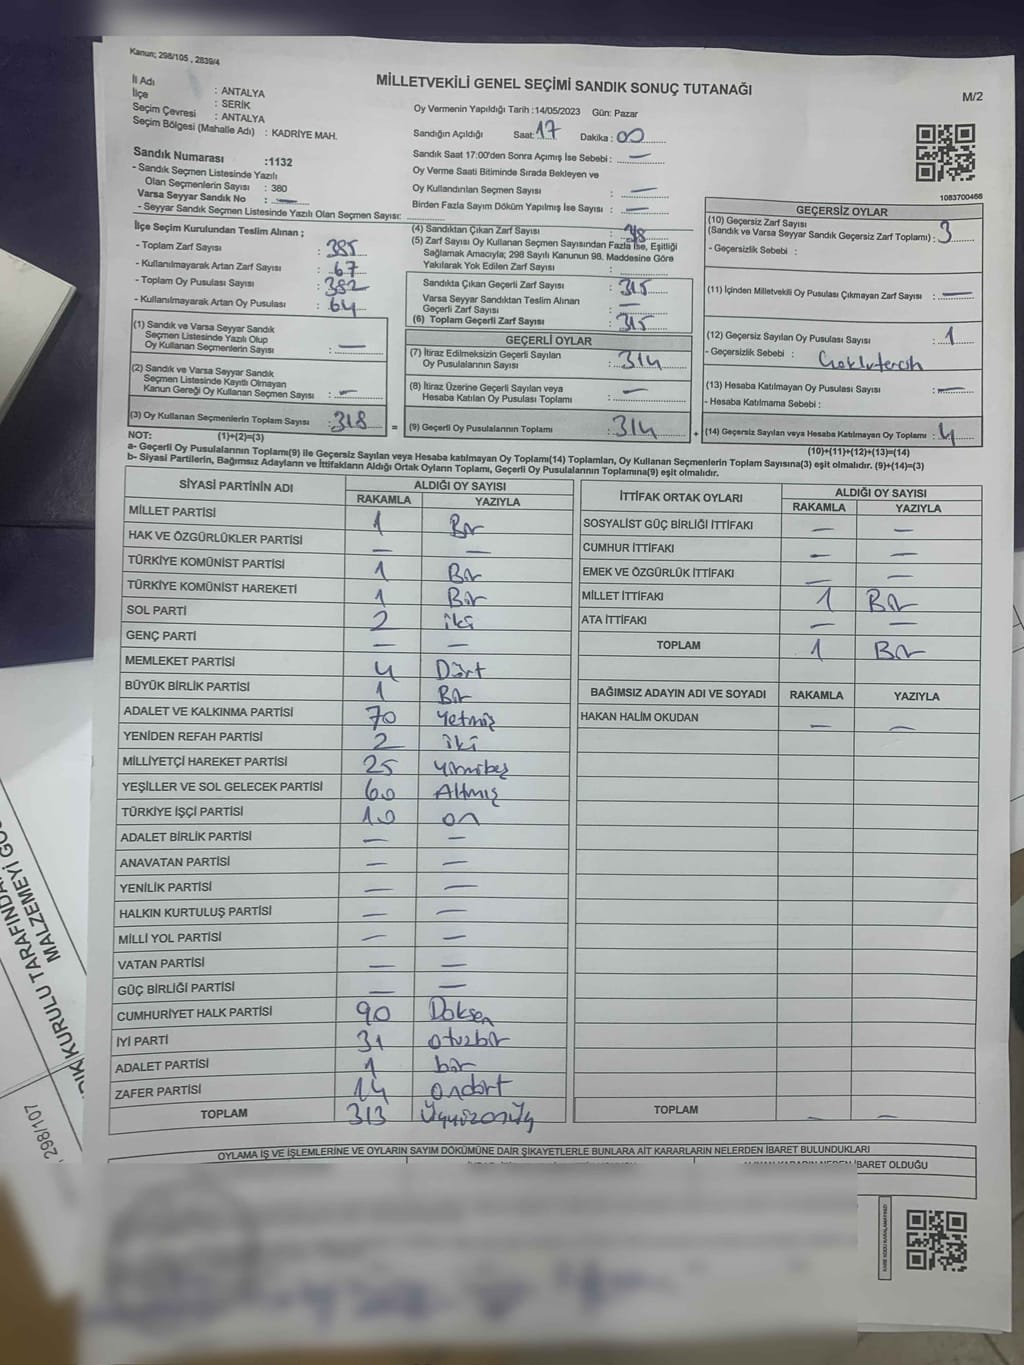 Kanun; 298/105 , 2839/4
MİLLETVEKİLİ GENEL SEÇİMİ SANDIK SONUÇ TUTANAĞI
M/2
İl Adı : ANTALYA
İlçe : SERİK
Seçim Çevresi : ANTALYA
Seçim Bölgesi (Mahalle Adı) : KADRİYE MAH.
Oy Vermenin Yapıldığı Tarih :14/05/2023 Gün: Pazar
Sandığın Açıldığı Saat: 17 Dakika : 00
Sandık Saat 17:00'den Sonra Açımış İse Sebebi : —
Oy Verme Saati Bitiminde Sırada Bekleyen ve
Oy Kullandırılan Seçmen Sayısı : —
Birden Fazla Sayım Döküm Yapılmış İse Sayısı : —
Sandık Numarası :1132
- Sandık Seçmen Listesinde Yazılı
Olan Seçmenlerin Sayısı : 380
Varsa Seyyar Sandık No : —
- Seyyar Sandık Seçmen Listesinde Yazılı Olan Seçmen Sayısı:
1083700466
İlçe Seçim Kurulundan Teslim Alınan ;
- Toplam Zarf Sayısı : 385
- Kullanılmayarak Artan Zarf Sayısı : 67
- Toplam Oy Pusulası Sayısı : 382
- Kullanılmayarak Artan Oy Pusulası : 64
(1) Sandık ve Varsa Seyyar Sandık
Seçmen Listesinde Yazılı Olup
Oy Kullanan Seçmenlerin Sayısı : —
(2) Sandık ve Varsa Seyyar Sandık
Seçmen Listesinde Kayıtlı Olmayan
Kanun Gereği Oy Kullanan Seçmen Sayısı : —
(3) Oy Kullanan Seçmenlerin Toplam Sayısı : 318
(4) Sandıktan Çıkan Zarf Sayısı :
(5) Zarf Sayısı Oy Kullanan Seçmen Sayısından Fazla İse, Eşitliği
Sağlamak Amacıyla; 298 Sayılı Kanunun 98. Maddesine Göre
Yakılarak Yok Edilen Zarf Sayısı :
Sandıkta Çıkan Geçerli Zarf Sayısı : 315
Varsa Seyyar Sandıktan Teslim Alınan
Geçerli Zarf Sayısı : —
(6) Toplam Geçerli Zarf Sayısı : 315
GEÇERLİ OYLAR
(7) İtiraz Edilmeksizin Geçerli Sayılan
Oy Pusulalarının Sayısı : 314
(8) İtiraz Üzerine Geçerli Sayılan veya
Hesaba Katılan Oy Pusulası Toplamı : —
= (9) Geçerli Oy Pusulalarının Toplamı : 314 +
GEÇERSİZ OYLAR
(10) Geçersiz Zarf Sayısı
(Sandık ve Varsa Seyyar Sandık Geçersiz Zarf Toplamı) : 3
- Geçersizlik Sebebi :
(11) İçinden Milletvekili Oy Pusulası Çıkmayan Zarf Sayısı : —
(12) Geçersiz Sayılan Oy Pusulası Sayısı : 1
- Geçersizlik Sebebi : Çoklutercih
(13) Hesaba Katılmayan Oy Pusulası Sayısı : —
- Hesaba Katılmama Sebebi :
(14) Geçersiz Sayılan veya Hesaba Katılmayan Oy Toplamı : 4
NOT: (1)+(2)=(3) (10)+(11)+(12)+(13)=(14)
a- Geçerli Oy Pusulalarının Toplamı(9) ile Geçersiz Sayılan veya Hesaba katılmayan Oy Toplamı(14) Toplamları, Oy Kullanan Seçmenlerin Toplam Sayısına(3) eşit olmalıdır. (9)+(14)=(3)
b- Siyasi Partilerin, Bağımsız Adayların ve İttifakların Aldığı Ortak Oyların Toplamı, Geçerli Oy Pusulalarının Toplamına(9) eşit olmalıdır.
SİYASİ PARTİNİN ADI ALDIĞI OY SAYISI
RAKAMLA YAZIYLA
MİLLET PARTİSİ 1 Bir
HAK VE ÖZGÜRLÜKLER PARTİSİ — —
TÜRKİYE KOMÜNİST PARTİSİ 1 Bir
TÜRKİYE KOMÜNİST HAREKETİ 1 Bir
SOL PARTİ 2 iki
GENÇ PARTİ — —
MEMLEKET PARTİSİ 4 Dört
BÜYÜK BİRLİK PARTİSİ 1 Bir
ADALET VE KALKINMA PARTİSİ 70 yetmiş
YENİDEN REFAH PARTİSİ 2 iki
MİLLİYETÇİ HAREKET PARTİSİ 25 yirmibeş
YEŞİLLER VE SOL GELECEK PARTİSİ 60 Altmış
TÜRKİYE İŞÇİ PARTİSİ 10 on
ADALET BİRLİK PARTİSİ — —
ANAVATAN PARTİSİ — —
YENİLİK PARTİSİ — —
HALKIN KURTULUŞ PARTİSİ — —
MİLLİ YOL PARTİSİ — —
VATAN PARTİSİ — —
GÜÇ BİRLİĞİ PARTİSİ — —
CUMHURİYET HALK PARTİSİ 90 Doksan
İYİ PARTİ 31 otuzbir
ADALET PARTİSİ 1 bir
ZAFER PARTİSİ 14 ondört
TOPLAM 313 Üçyüzonüç
İTTİFAK ORTAK OYLARI ALDIĞI OY SAYISI
RAKAMLA YAZIYLA
SOSYALİST GÜÇ BİRLİĞİ İTTİFAKI — —
CUMHUR İTTİFAKI — —
EMEK VE ÖZGÜRLÜK İTTİFAKI — —
MİLLET İTTİFAKI 1 Bir
ATA İTTİFAKI — —
TOPLAM 1 Bir
BAĞIMSIZ ADAYIN ADI VE SOYADI RAKAMLA YAZIYLA
HAKAN HALİM OKUDAN — —
TOPLAM — —
OYLAMA İŞ VE İŞLEMLERİNE VE OYLARIN SAYIM DÖKÜMÜNE DAİR ŞİKAYETLERLE BUNLARA AİT KARARLARIN NELERDEN İBARET BULUNDUKLARI
İBARET OLDUĞU
KURULU TARAFINDAN
MALZEMEYİ
298/107